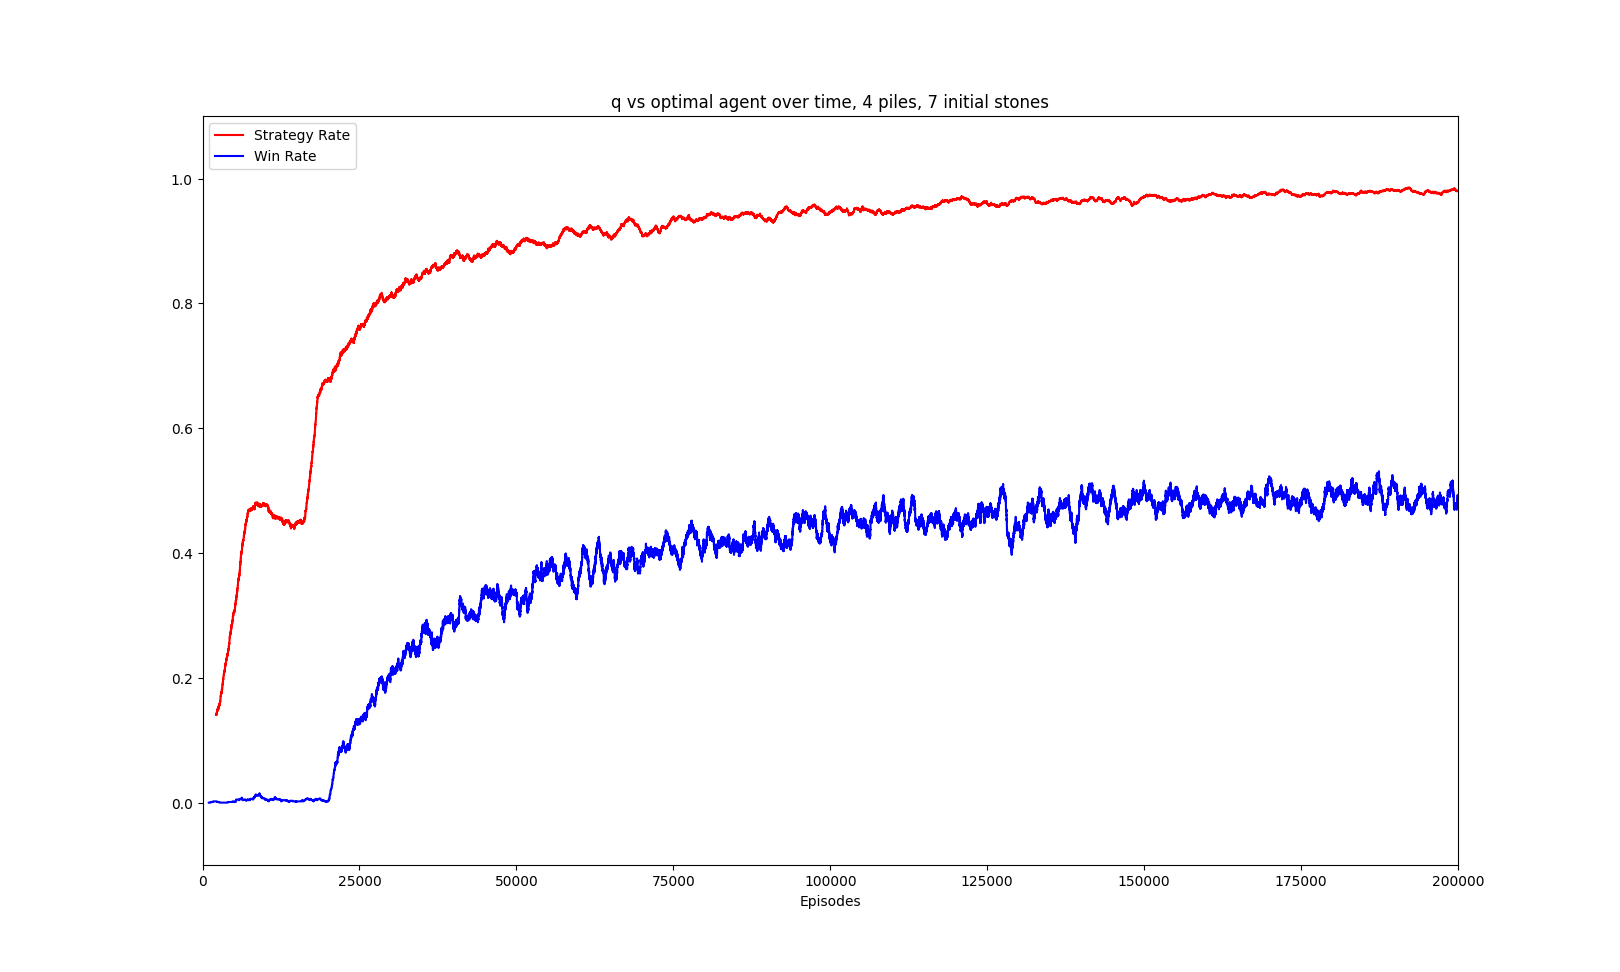 q vs optimal agent over time, 4 piles, 7 initial stones
Strategy Rate
Win Rate
1.0
0.8
0.6
0.4
0.2
0.0
0 25000 50000 75000 100000 125000 150000 175000 200000
Episodes